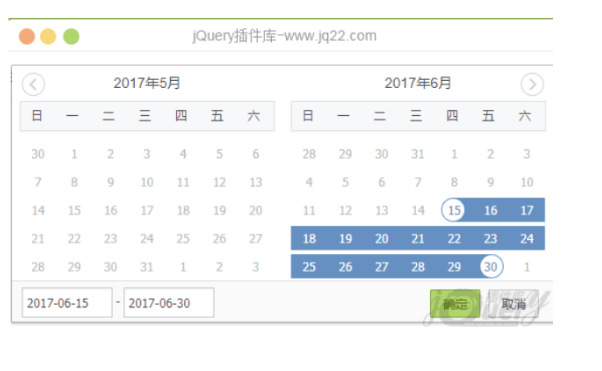 jQuery插件库-www.jq22.com
2017年5月 2017年6月
日 一 二 三 四 五 六 日 一 二 三 四 五 六
30 1 2 3 4 5 6 28 29 30 31 1 2 3
7 8 9 10 11 12 13 4 5 6 7 8 9 10
14 15 16 17 18 19 20 11 12 13 14 15 16 17
21 22 23 24 25 26 27 18 19 20 21 22 23 24
28 29 30 31 1 2 3 25 26 27 28 29 30 1
2017-06-15 - 2017-06-30 确定 取消
jQuery